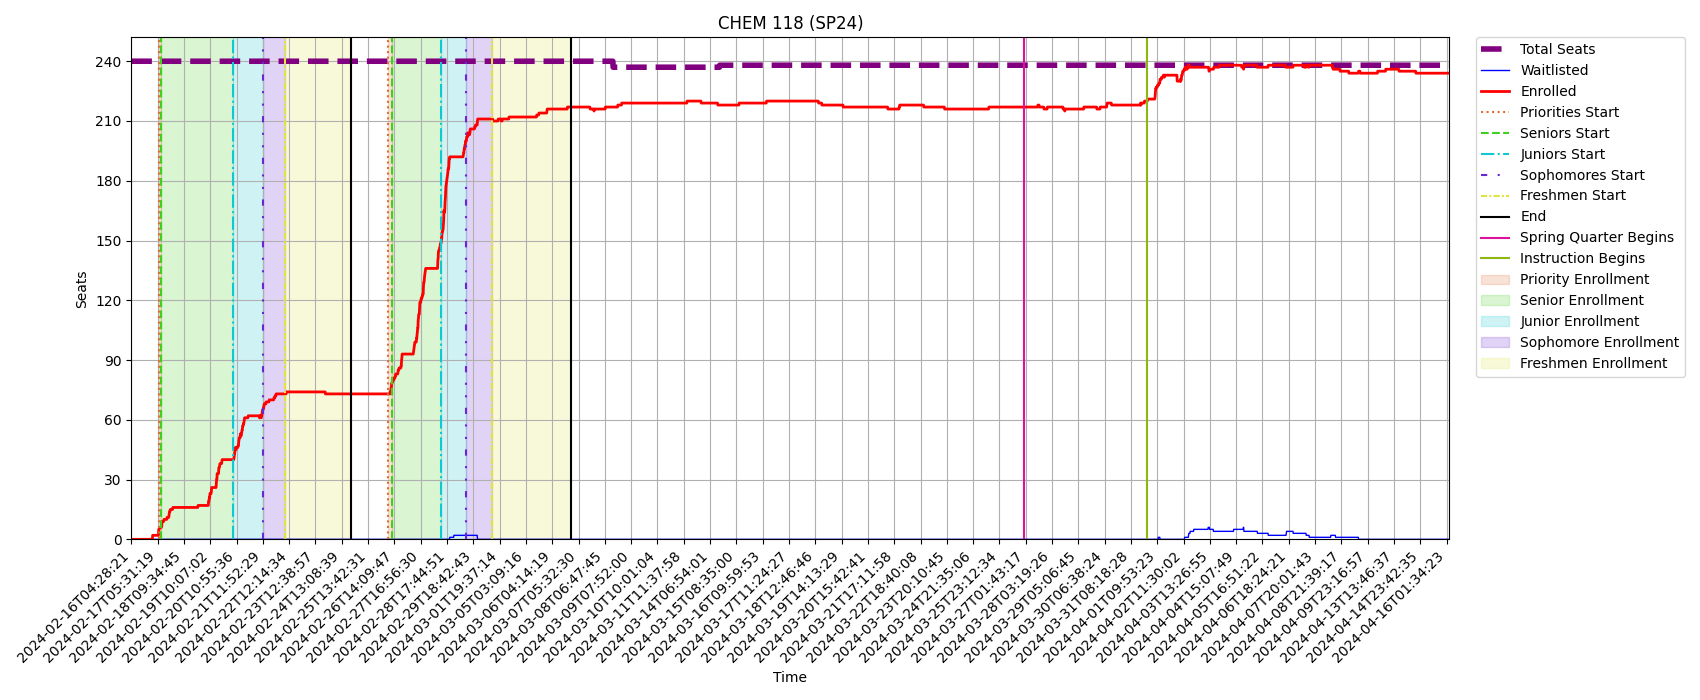 CHEM 118 (SP24)
Seats
240
210
180
150
120
90
60
30
0
2024-02-16T04:28:21
2024-02-17T05:31:19
2024-02-18T09:34:45
2024-02-19T10:07:02
2024-02-20T10:55:36
2024-02-21T11:52:29
2024-02-22T12:14:34
2024-02-23T12:38:57
2024-02-24T13:08:39
2024-02-25T13:42:31
2024-02-26T14:09:47
2024-02-27T16:56:30
2024-02-28T17:44:51
2024-02-29T18:42:43
2024-03-01T19:37:14
2024-03-05T03:09:16
2024-03-06T04:14:19
2024-03-07T05:32:30
2024-03-08T06:47:45
2024-03-09T07:52:00
2024-03-10T10:01:04
2024-03-11T11:37:58
2024-03-14T06:54:01
2024-03-15T08:35:00
2024-03-16T09:59:53
2024-03-17T11:24:27
2024-03-18T12:46:46
2024-03-19T14:13:29
2024-03-20T15:42:41
2024-03-21T17:11:58
2024-03-22T18:40:08
2024-03-23T20:10:45
2024-03-24T21:35:06
2024-03-25T23:12:34
2024-03-27T01:43:17
2024-03-28T03:19:26
2024-03-29T05:06:45
2024-03-30T06:38:24
2024-03-31T08:18:28
2024-04-01T09:53:23
2024-04-02T11:30:02
2024-04-03T13:26:55
2024-04-04T15:07:49
2024-04-05T16:51:22
2024-04-06T18:24:21
2024-04-07T20:01:43
2024-04-08T21:39:17
2024-04-09T23:16:57
2024-04-13T13:46:37
2024-04-14T23:42:35
2024-04-16T01:34:23
Time
Total Seats
Waitlisted
Enrolled
Priorities Start
Seniors Start
Juniors Start
Sophomores Start
Freshmen Start
End
Spring Quarter Begins
Instruction Begins
Priority Enrollment
Senior Enrollment
Junior Enrollment
Sophomore Enrollment
Freshmen Enrollment